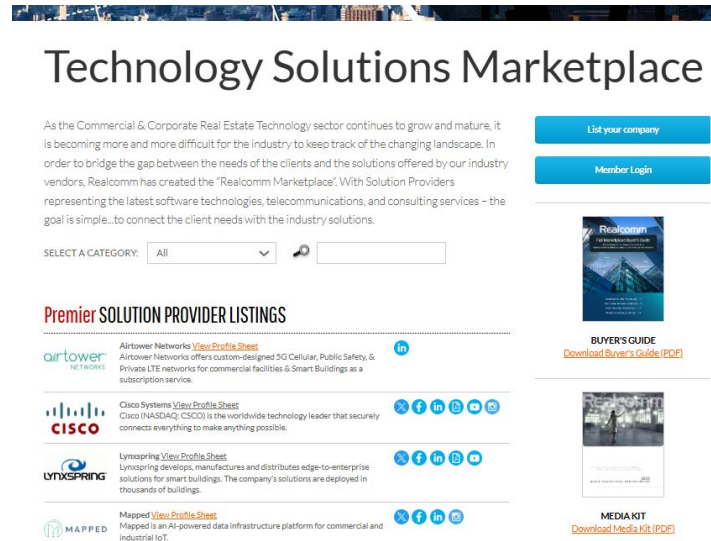 Technology Solutions Marketplace
As the Commercial & Corporate Real Estate Technology sector continues to grow and mature, it
is becoming more and more difficult for the industry to keep track of the changing landscape. In
order to bridge the gap between the needs of the clients and the solutions offered by our industry
vendors, Realcomm has created the “Realcomm Marketplace”. With Solution Providers
representing the latest software technologies, telecommunications, and consulting services – the
goal is simple...to connect the client needs with the industry solutions.
SELECT A CATEGORY: All
Premier SOLUTION PROVIDER LISTINGS
airtower
NETWORKS
Airtower Networks View Profile Sheet
Airtower Networks offers custom-designed 5G Cellular, Public Safety, &
Private LTE networks for commercial facilities & Smart Buildings as a
subscription service.
CISCO
Cisco Systems View Profile Sheet
Cisco (NASDAQ: CSCO) is the worldwide technology leader that securely
connects everything to make anything possible.
LYNXSPRING
Lynxspring View Profile Sheet
Lynxspring develops, manufactures and distributes edge-to-enterprise
solutions for smart buildings. The company's solutions are deployed in
thousands of buildings.
MAPPED
Mapped View Profile Sheet
Mapped is an AI-powered data infrastructure platform for commercial and
industrial IoT.
List your company
Member Login
Realcomm
BUYER'S GUIDE
Download Buyer's Guide (PDF)
Realcomm
MEDIA KIT
Download Media Kit (PDF)